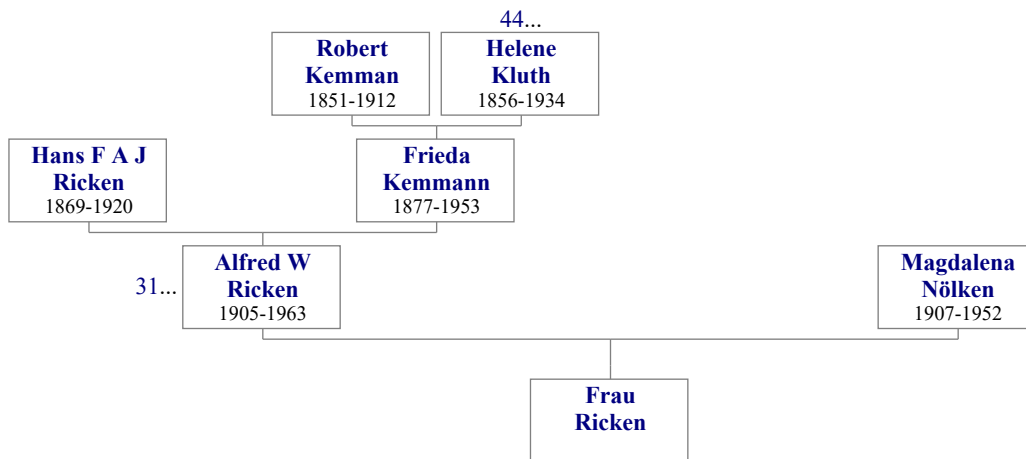 44...
Robert
Kemman
1851-1912
Helene
Kluth
1856-1934
Hans F A J
Ricken
1869-1920
Frieda
Kemmann
1877-1953
31...
Alfred W
Ricken
1905-1963
Magdalena
Nölken
1907-1952
Frau
Ricken